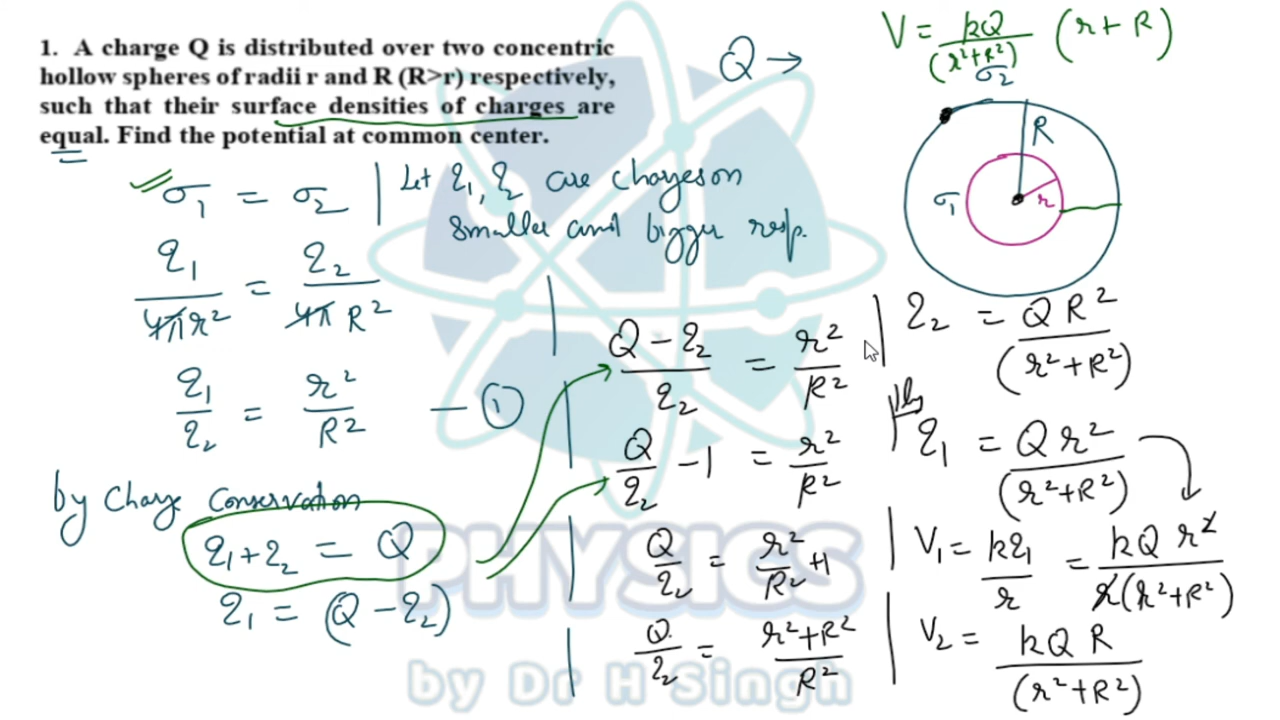 1. A charge Q is distributed over two concentric
hollow spheres of radii r and R (R>r) respectively,
such that their surface densities of charges are
equal. Find the potential at common center.
Q →
V = kQ/(r²+R²) (r + R)
σ₂
R
σ₁
r
σ₁ = σ₂
Let q₁, q₂ are charges on
smaller and bigger resp.
q₁/4πr² = q₂/4πR²
q₁/q₂ = r²/R² — ①
by Charge Conservation
q₁+q₂ = Q
q₁ = (Q − q₂)
(Q − q₂)/q₂ = r²/R²
Q/q₂ − 1 = r²/R²
Q/q₂ = r²/R² + 1
Q/q₂ = (r²+R²)/R²
q₂ = QR²/(r²+R²)
|||ly q₁ = Qr²/(r²+R²)
V₁ = kq₁/r = kQr²/r(r²+R²)
V₂ = kQR/(r²+R²)
PHYSICS
by Dr H Singh